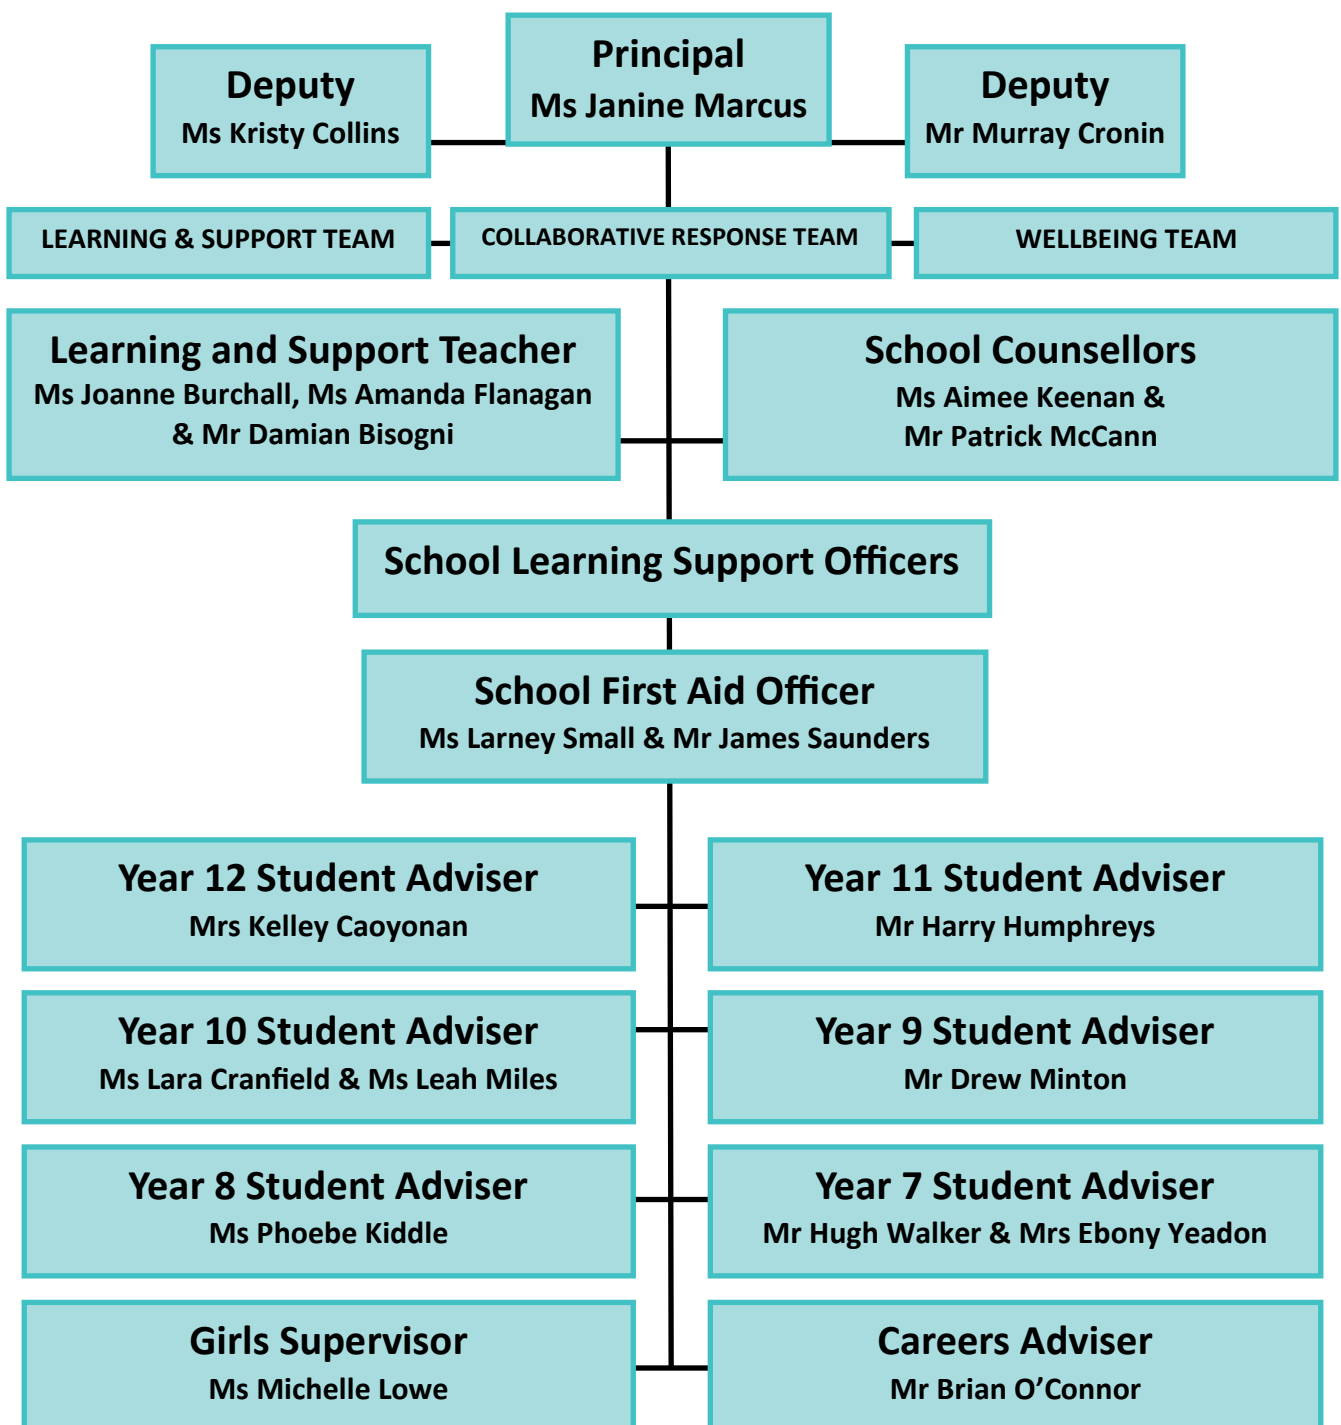 Principal
Ms Janine Marcus
Deputy
Ms Kristy Collins
Deputy
Mr Murray Cronin
LEARNING & SUPPORT TEAM
COLLABORATIVE RESPONSE TEAM
WELLBEING TEAM
Learning and Support Teacher
Ms Joanne Burchall, Ms Amanda Flanagan
& Mr Damian Bisogni
School Counsellors
Ms Aimee Keenan &
Mr Patrick McCann
School Learning Support Officers
School First Aid Officer
Ms Larney Small & Mr James Saunders
Year 12 Student Adviser
Mrs Kelley Caoyonan
Year 11 Student Adviser
Mr Harry Humphreys
Year 10 Student Adviser
Ms Lara Cranfield & Ms Leah Miles
Year 9 Student Adviser
Mr Drew Minton
Year 8 Student Adviser
Ms Phoebe Kiddle
Year 7 Student Adviser
Mr Hugh Walker & Mrs Ebony Yeadon
Girls Supervisor
Ms Michelle Lowe
Careers Adviser
Mr Brian O’Connor